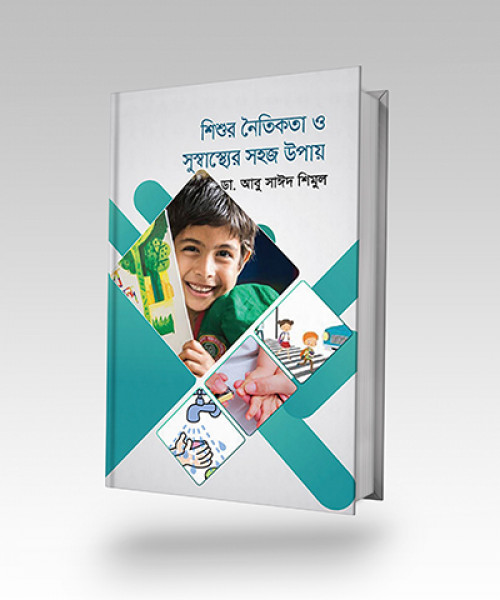 শিশুর নৈতিকতা ও
সুস্বাস্থ্যের সহজ উপায়
ডা. আবু সাঈদ শিমুল